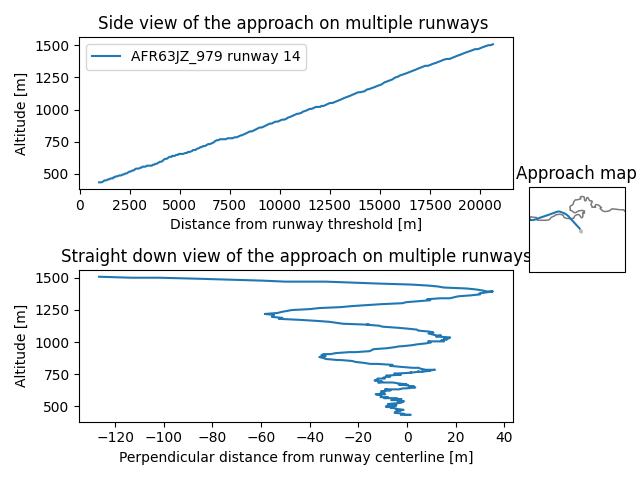 Side view of the approach on multiple runways
Altitude [m]
1500
1250
1000
750
500
AFR63JZ_979 runway 14
0 2500 5000 7500 10000 12500 15000 17500 20000
Distance from runway threshold [m]
Approach map
Straight down view of the approach on multiple runways
Altitude [m]
1500
1250
1000
750
500
−120 −100 −80 −60 −40 −20 0 20 40
Perpendicular distance from runway centerline [m]